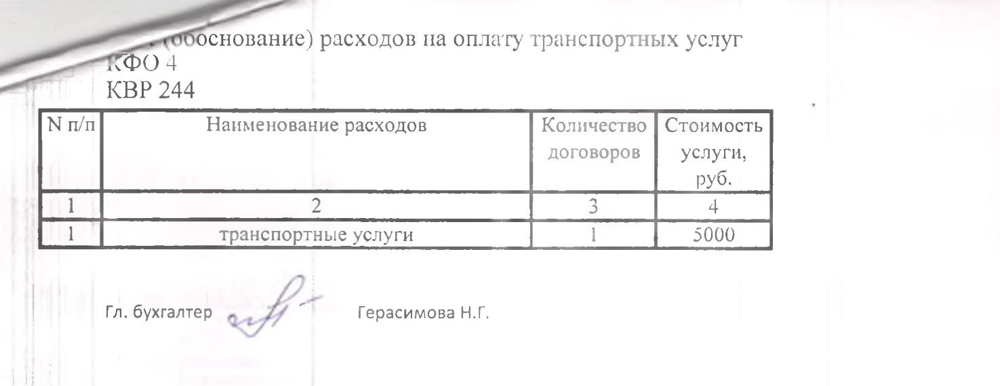 (обоснование) расходов на оплату транспортных услуг
КФО 4
КВР 244
N п/п Наименование расходов Количество договоров Стоимость услуги, руб.
1 2 3 4
1 транспортные услуги 1 5000
Гл. бухгалтер Герасимова Н.Г.